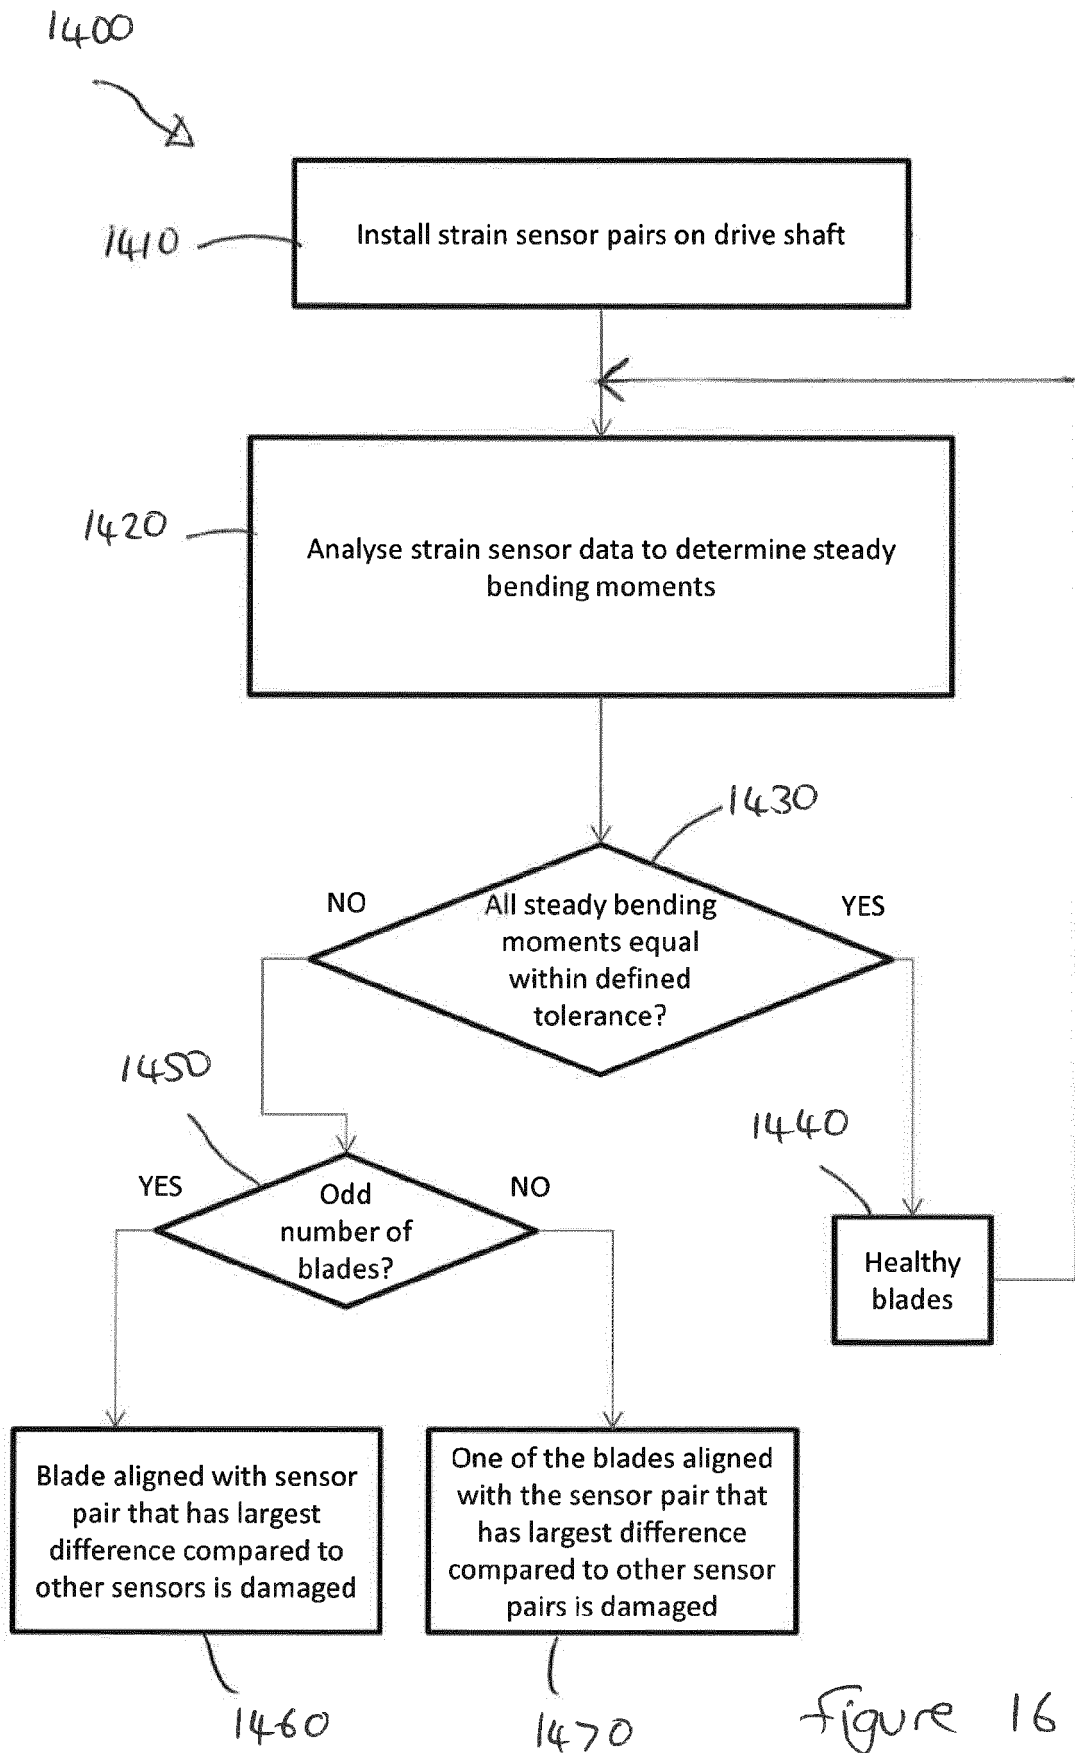 1400
1410
Install strain sensor pairs on drive shaft
1420
Analyse strain sensor data to determine steady
bending moments
1430
NO
YES
All steady bending
moments equal
within defined
tolerance?
1450
1440
YES
NO
Odd
number of
blades?
Healthy
blades
Blade aligned with sensor
pair that has largest
difference compared to
other sensors is damaged
One of the blades aligned
with the sensor pair that
has largest difference
compared to other sensor
pairs is damaged
1460
1470
figure 16